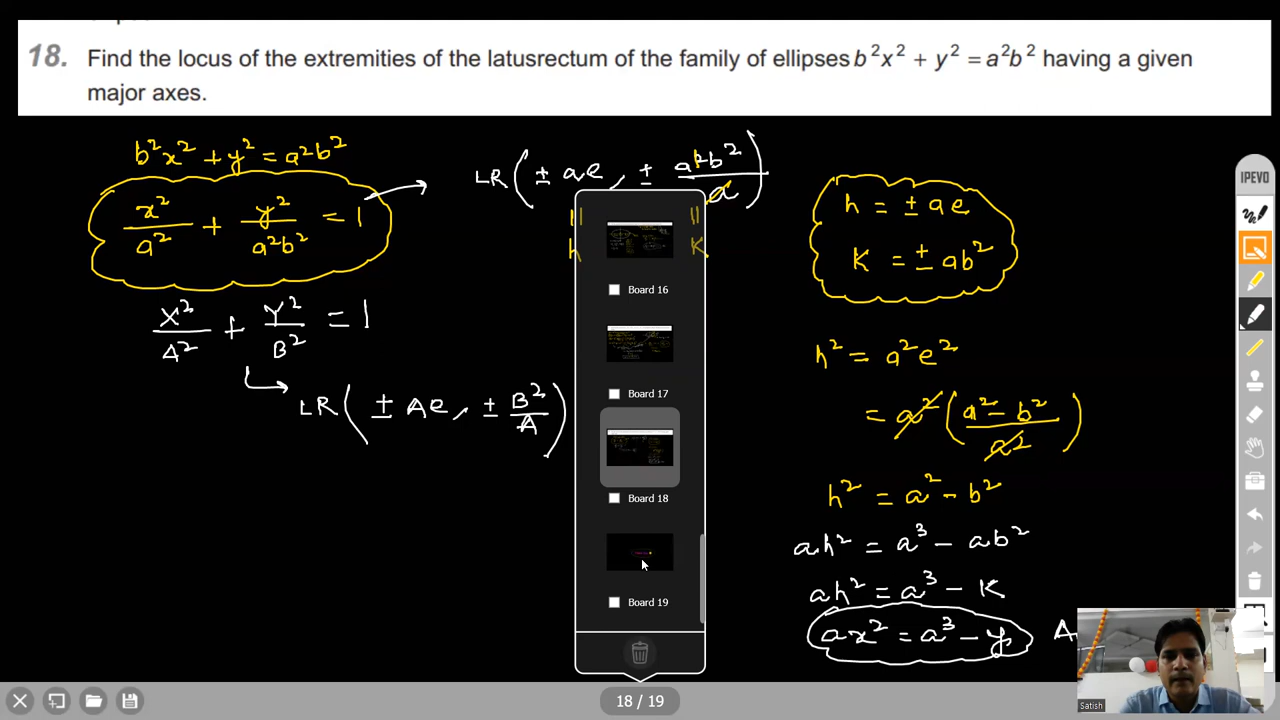 18. Find the locus of the extremities of the latusrectum of the family of ellipses b²x² + y² = a²b² having a given
major axes.
b²x² + y² = a²b²
x²/a² + y²/a²b² = 1
X²/A² + Y²/B² = 1
LR(± Ae, ± B²/A)
LR(± ae, ± a²b²/a)
h
K
h = ± ae
K = ± ab²
h² = a²e²
= a²(a² - b²/a²)
h² = a² - b²
ah² = a³ - ab²
ah² = a³ - K
ax² = a³ - y
Board 16
Board 17
Board 18
Board 19
18 / 19
IPEVO
Satish